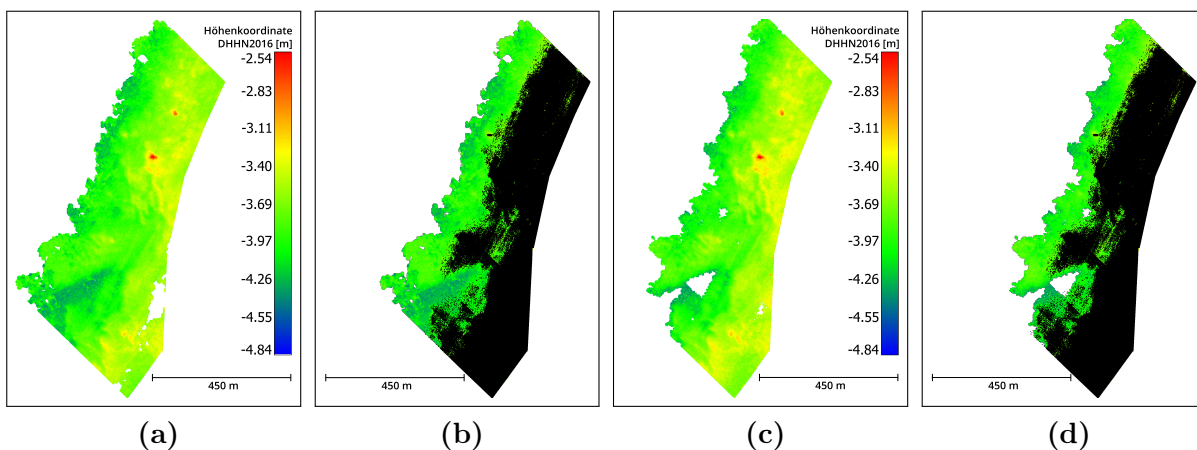 Höhenkoordinate
DHHN2016 [m]
-2.54
-2.83
-3.11
-3.40
-3.69
-3.97
-4.26
-4.55
-4.84
450 m
(a)
450 m
(b)
Höhenkoordinate
DHHN2016 [m]
-2.54
-2.83
-3.11
-3.40
-3.69
-3.97
-4.26
-4.55
-4.84
450 m
(c)
450 m
(d)